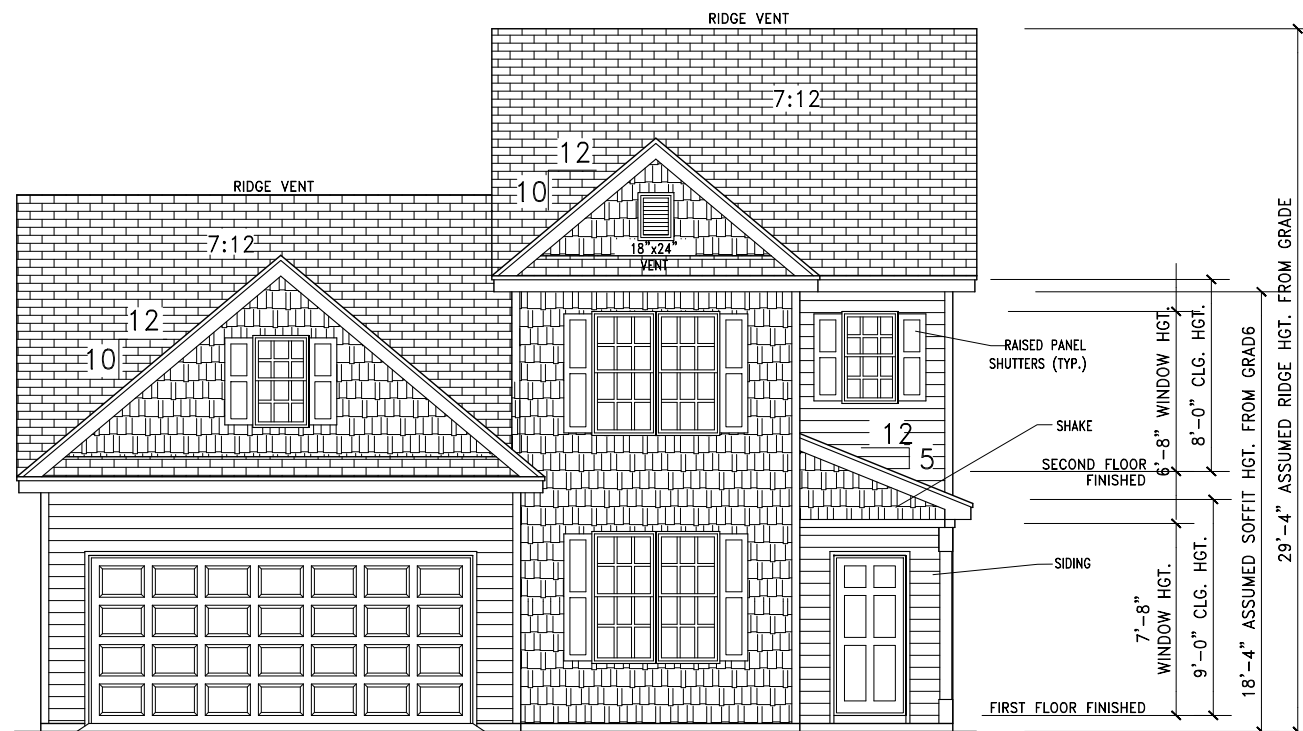 RIDGE VENT
7:12
12
10
RIDGE VENT
7:12
12
10
18"x24"
VENT
RAISED PANEL
SHUTTERS (TYP.)
SHAKE
12
5
SECOND FLOOR
FINISHED
SIDING
FIRST FLOOR FINISHED
6'-8" WINDOW HGT.
8'-0" CLG. HGT.
7'-8"
WINDOW HGT.
9'-0" CLG. HGT.
18'-4" ASSUMED SOFFIT HGT. FROM GRAD6
29'-4" ASSUMED RIDGE HGT. FROM GRADE